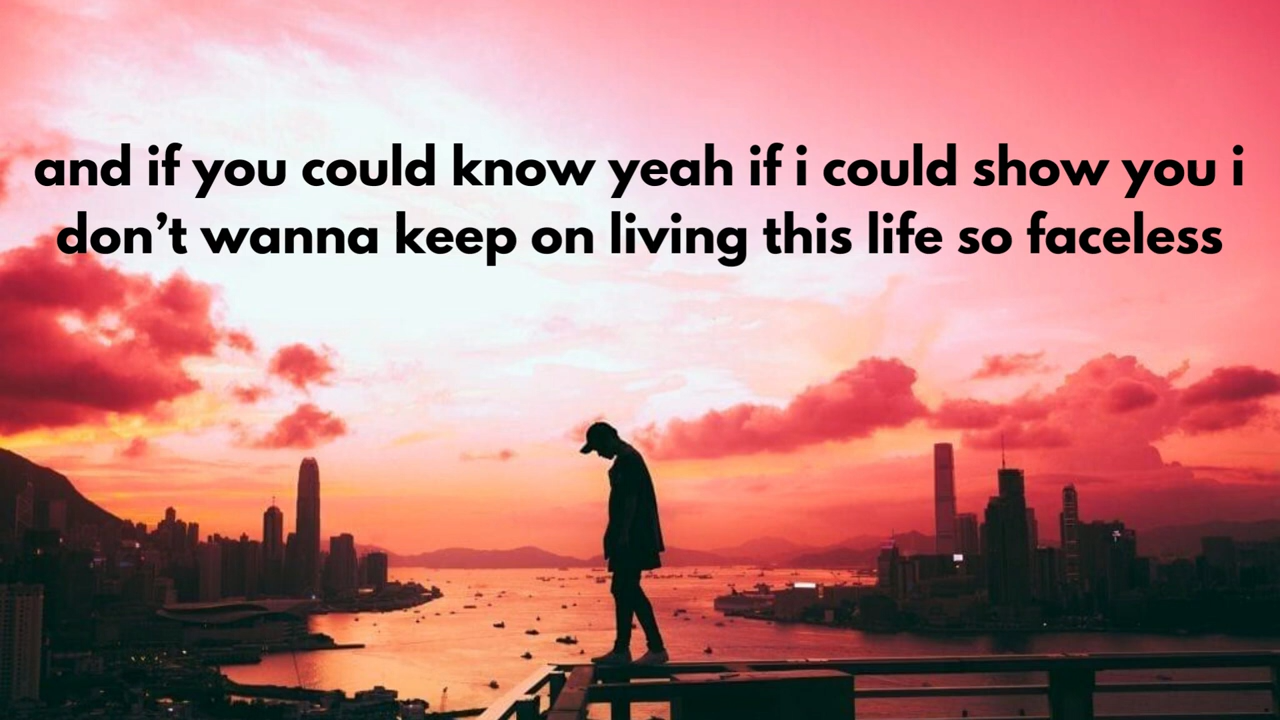 and if you could know yeah if i could show you i
don’t wanna keep on living this life so faceless